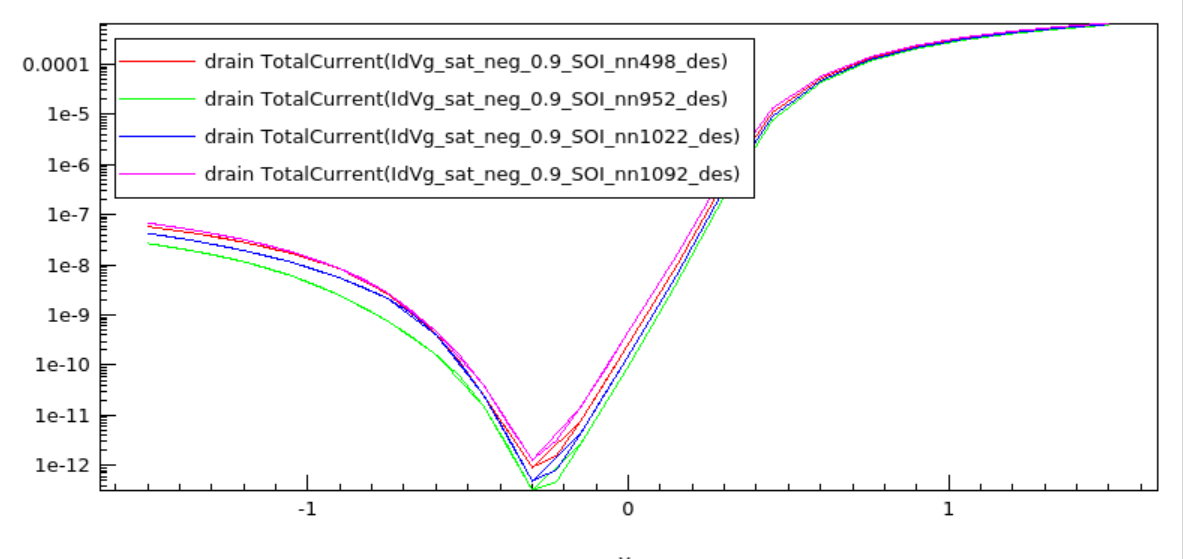 drain TotalCurrent(IdVg_sat_neg_0.9_SOI_nn498_des)
drain TotalCurrent(IdVg_sat_neg_0.9_SOI_nn952_des)
drain TotalCurrent(IdVg_sat_neg_0.9_SOI_nn1022_des)
drain TotalCurrent(IdVg_sat_neg_0.9_SOI_nn1092_des)
0.0001
1e-5
1e-6
1e-7
1e-8
1e-9
1e-10
1e-11
1e-12
-1 0 1